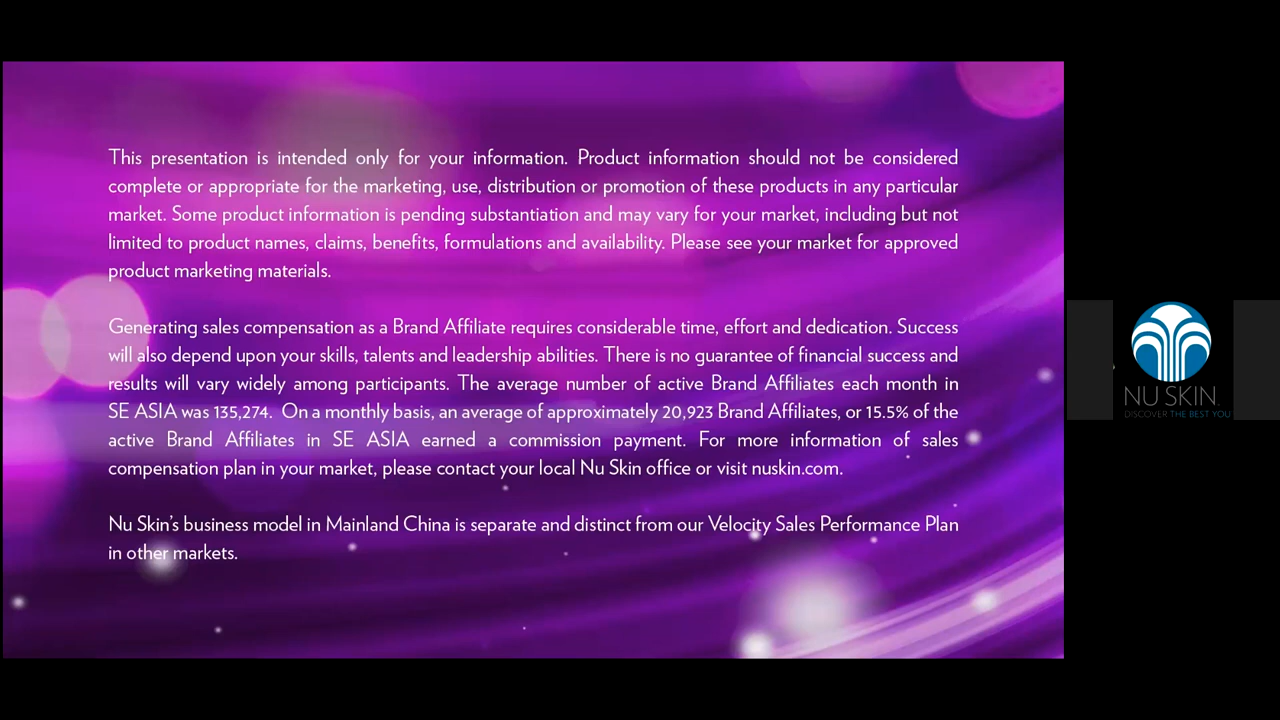 This presentation is intended only for your information. Product information should not be considered
complete or appropriate for the marketing, use, distribution or promotion of these products in any particular
market. Some product information is pending substantiation and may vary for your market, including but not
limited to product names, claims, benefits, formulations and availability. Please see your market for approved
product marketing materials.
Generating sales compensation as a Brand Affiliate requires considerable time, effort and dedication. Success
will also depend upon your skills, talents and leadership abilities. There is no guarantee of financial success and
results will vary widely among participants. The average number of active Brand Affiliates each month in
SE ASIA was 135,274. On a monthly basis, an average of approximately 20,923 Brand Affiliates, or 15.5% of the
active Brand Affiliates in SE ASIA earned a commission payment. For more information of sales
compensation plan in your market, please contact your local Nu Skin office or visit nuskin.com.
Nu Skin's business model in Mainland China is separate and distinct from our Velocity Sales Performance Plan
in other markets.
NU SKIN
DISCOVER THE BEST YOU